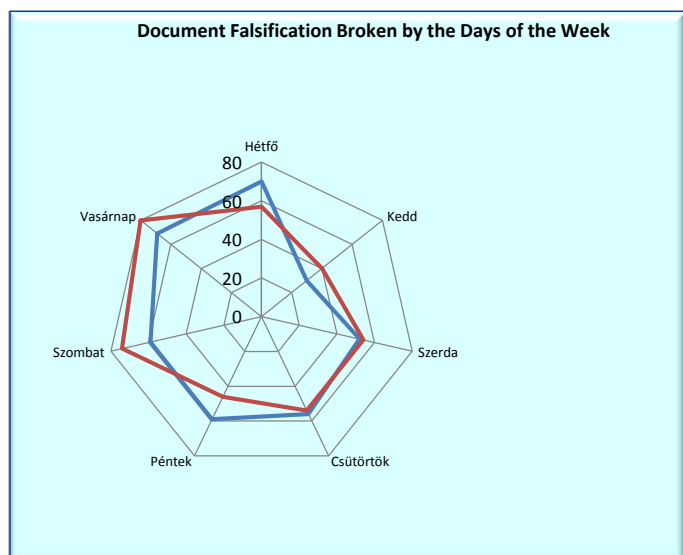 Document Falsification Broken by the Days of the Week
Hétfő
80
60
40
20
0
Vasárnap
Kedd
Szombat
Szerda
Péntek
Csütörtök